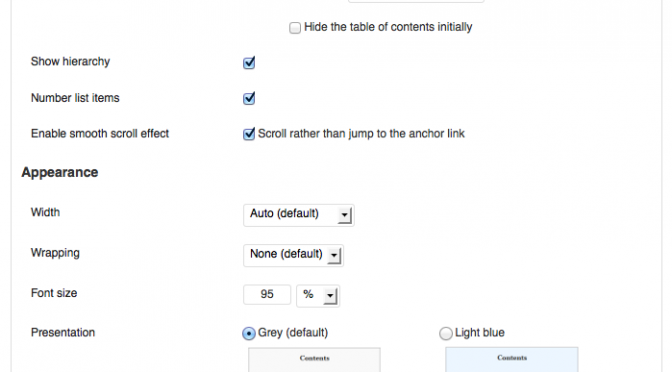 Hide the table of contents initially
Show hierarchy
Number list items
Enable smooth scroll effect Scroll rather than jump to the anchor link
Appearance
Width Auto (default)
Wrapping None (default)
Font size 95 %
Presentation Grey (default) Light blue
Contents Contents